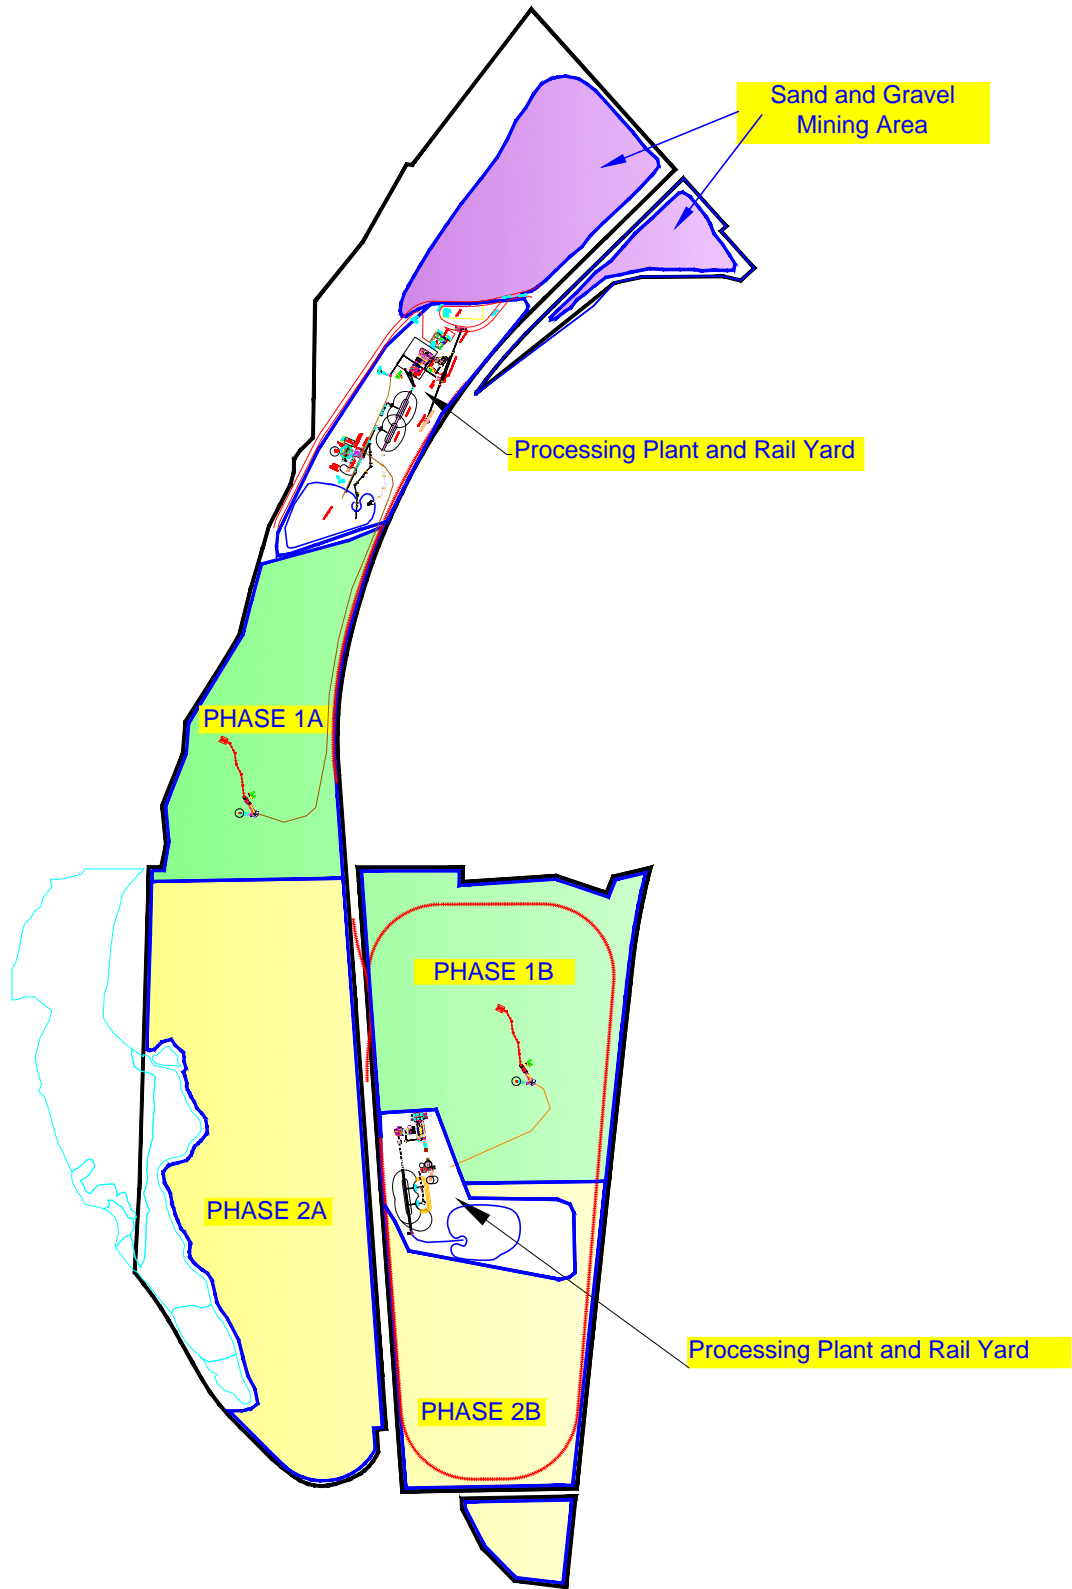 Sand and Gravel
Mining Area
Processing Plant and Rail Yard
PHASE 1A
PHASE 1B
PHASE 2A
Processing Plant and Rail Yard
PHASE 2B